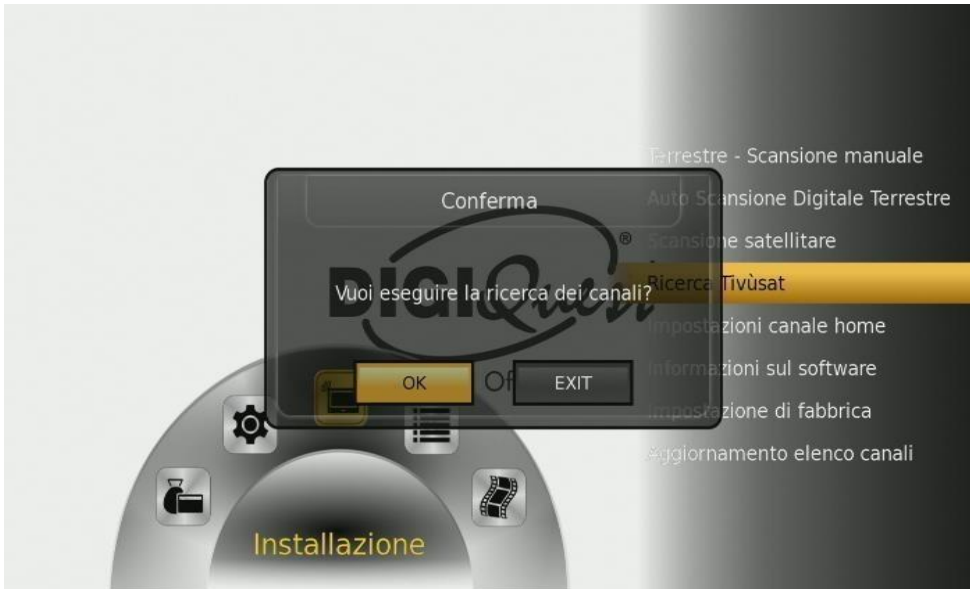 Terrestre - Scansione manuale
Auto Scansione Digitale Terrestre
Scansione satellitare
Ricerca Tivùsat
Impostazioni canale home
Informazioni sul software
Impostazione di fabbrica
Aggiornamento elenco canali
Conferma
DIGIQuest®
Vuoi eseguire la ricerca dei canali?
OK
EXIT
Installazione